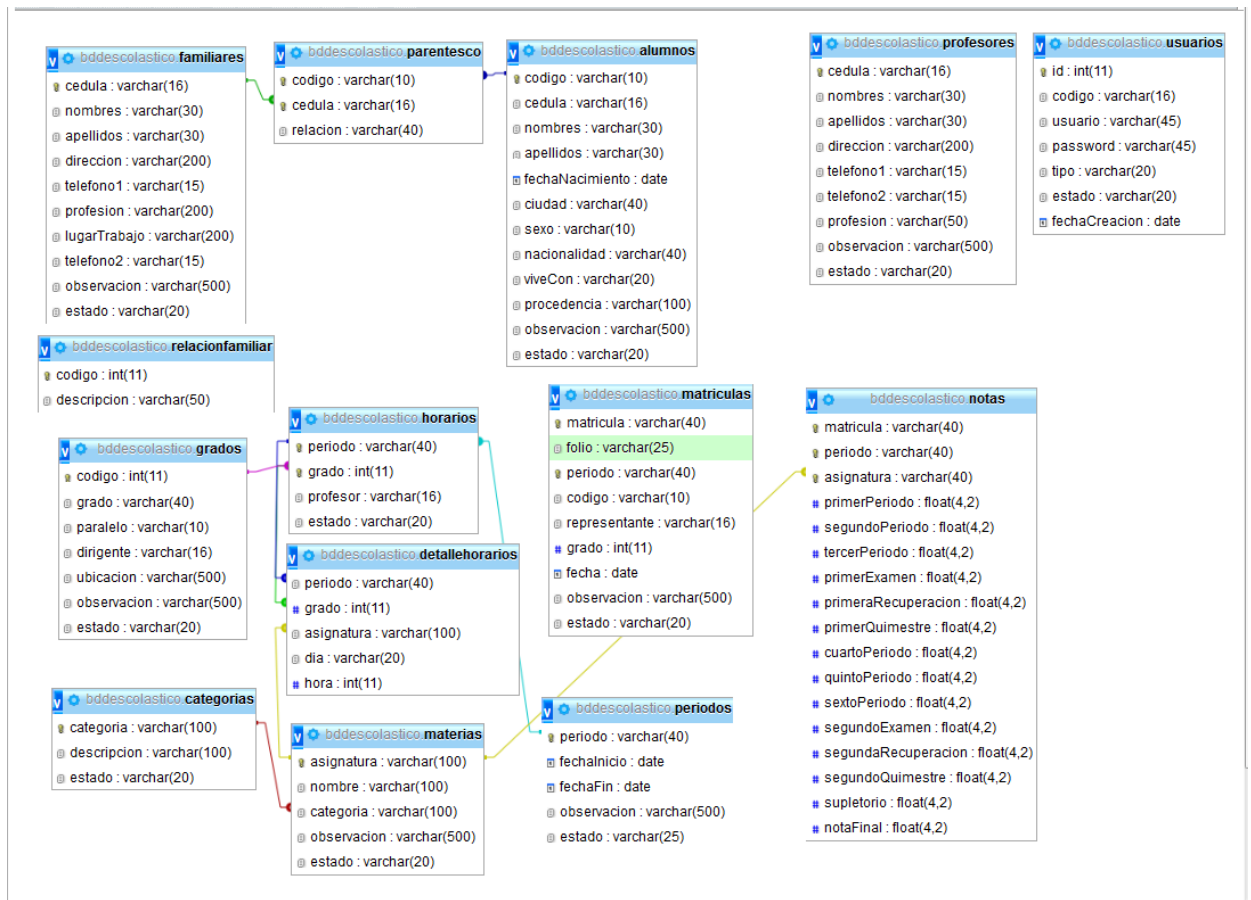 bddescolastico.familiares
cedula : varchar(16)
nombres : varchar(30)
apellidos : varchar(30)
direccion : varchar(200)
telefono1 : varchar(15)
profesion : varchar(200)
lugarTrabajo : varchar(200)
telefono2 : varchar(15)
observacion : varchar(500)
estado : varchar(20)
bddescolastico.parentesco
codigo : varchar(10)
cedula : varchar(16)
relacion : varchar(40)
bddescolastico.alumnos
codigo : varchar(10)
cedula : varchar(16)
nombres : varchar(30)
apellidos : varchar(30)
fechaNacimiento : date
ciudad : varchar(40)
sexo : varchar(10)
nacionalidad : varchar(40)
viveCon : varchar(20)
procedencia : varchar(100)
observacion : varchar(500)
estado : varchar(20)
bddescolastico.profesores
cedula : varchar(16)
nombres : varchar(30)
apellidos : varchar(30)
direccion : varchar(200)
telefono1 : varchar(15)
telefono2 : varchar(15)
profesion : varchar(50)
observacion : varchar(500)
estado : varchar(20)
bddescolastico.usuarios
id : int(11)
codigo : varchar(16)
usuario : varchar(45)
password : varchar(45)
tipo : varchar(20)
estado : varchar(20)
fechaCreacion : date
bddescolastico.relacionfamiliar
codigo : int(11)
descripcion : varchar(50)
bddescolastico.grados
codigo : int(11)
grado : varchar(40)
paralelo : varchar(10)
dirigente : varchar(16)
ubicacion : varchar(500)
observacion : varchar(500)
estado : varchar(20)
bddescolastico.horarios
periodo : varchar(40)
grado : int(11)
profesor : varchar(16)
estado : varchar(20)
bddescolastico.detallehorarios
periodo : varchar(40)
grado : int(11)
asignatura : varchar(100)
dia : varchar(20)
hora : int(11)
bddescolastico.matriculas
matricula : varchar(40)
folio : varchar(25)
periodo : varchar(40)
codigo : varchar(10)
representante : varchar(16)
grado : int(11)
fecha : date
observacion : varchar(500)
estado : varchar(20)
bddescolastico.notas
matricula : varchar(40)
periodo : varchar(40)
asignatura : varchar(40)
primerPeriodo : float(4,2)
segundoPeriodo : float(4,2)
tercerPeriodo : float(4,2)
primerExamen : float(4,2)
primeraRecuperacion : float(4,2)
primerQuimestre : float(4,2)
cuartoPeriodo : float(4,2)
quintoPeriodo : float(4,2)
sextoPeriodo : float(4,2)
segundoExamen : float(4,2)
segundaRecuperacion : float(4,2)
segundoQuimestre : float(4,2)
supletorio : float(4,2)
notaFinal : float(4,2)
bddescolastico.categorias
categoria : varchar(100)
descripcion : varchar(100)
estado : varchar(20)
bddescolastico.materias
asignatura : varchar(100)
nombre : varchar(100)
categoria : varchar(100)
observacion : varchar(500)
estado : varchar(20)
bddescolastico.periodos
periodo : varchar(40)
fechaInicio : date
fechaFin : date
observacion : varchar(500)
estado : varchar(25)